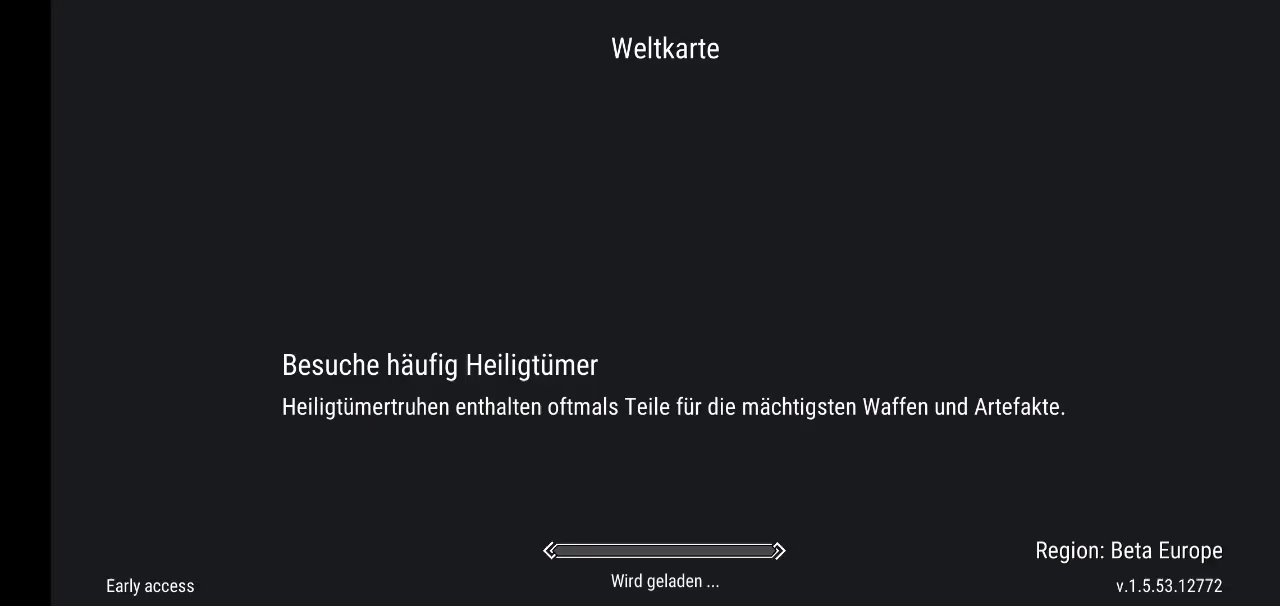 Weltkarte
Besuche häufig Heiligtümer
Heiligtümertruhen enthalten oftmals Teile für die mächtigsten Waffen und Artefakte.
Region: Beta Europe
Wird geladen ...
Early access
v.1.5.53.12772